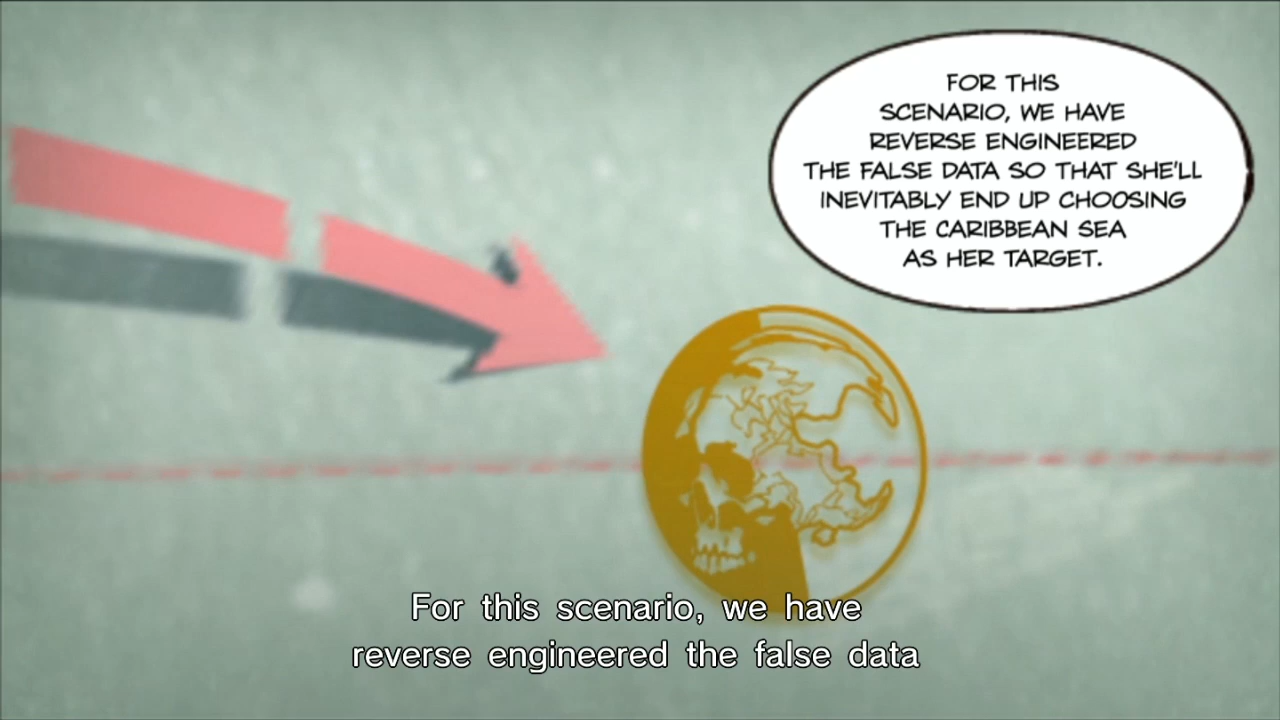 FOR THIS
SCENARIO, WE HAVE
REVERSE ENGINEERED
THE FALSE DATA SO THAT SHE'LL
INEVITABLY END UP CHOOSING
THE CARIBBEAN SEA
AS HER TARGET.
For this scenario, we have
reverse engineered the false data